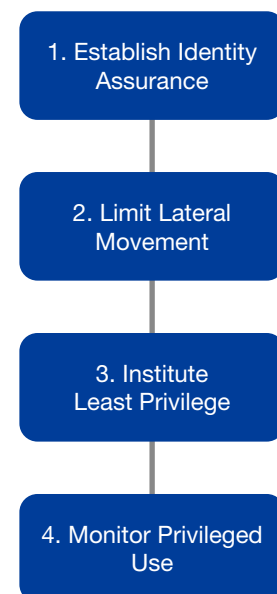 1. Establish Identity
Assurance
2. Limit Lateral
Movement
3. Institute
Least Privilege
4. Monitor Privileged
Use